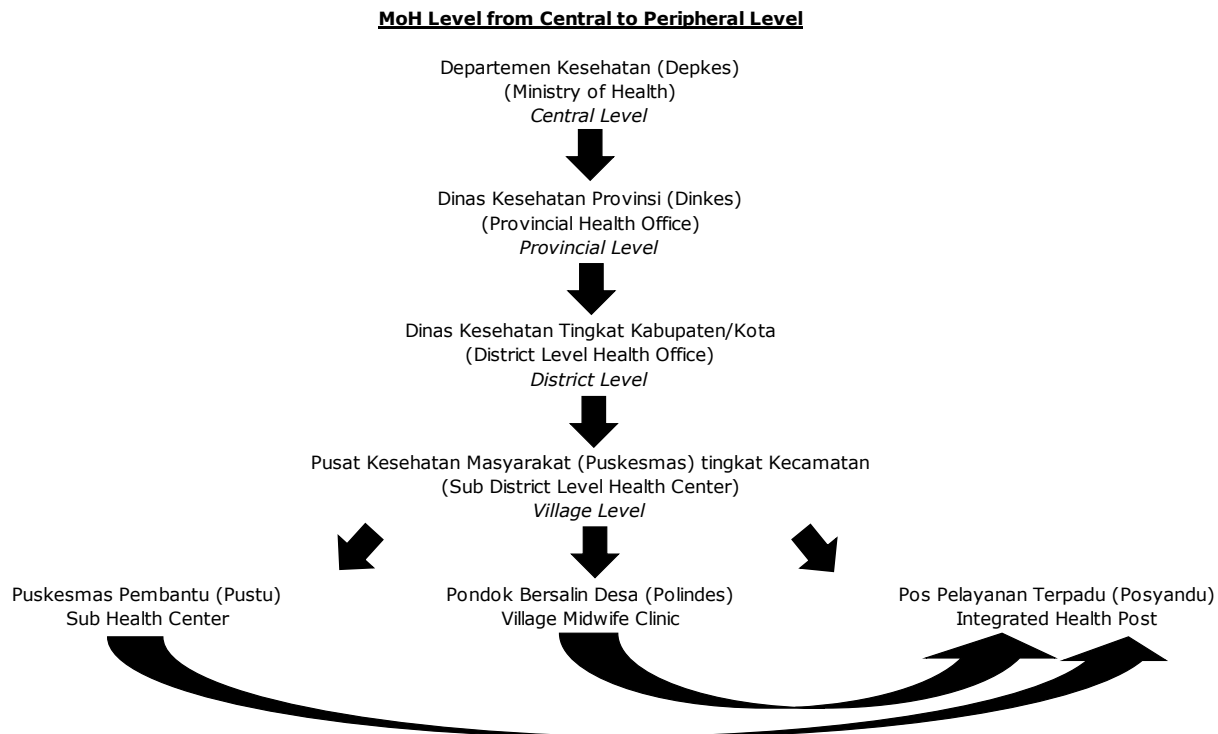 MoH Level from Central to Peripheral Level
Departemen Kesehatan (Depkes)
(Ministry of Health)
Central Level
Dinas Kesehatan Provinsi (Dinkes)
(Provincial Health Office)
Provincial Level
Dinas Kesehatan Tingkat Kabupaten/Kota
(District Level Health Office)
District Level
Pusat Kesehatan Masyarakat (Puskesmas) tingkat Kecamatan
(Sub District Level Health Center)
Village Level
Puskesmas Pembantu (Pustu)
Sub Health Center
Pondok Bersalin Desa (Polindes)
Village Midwife Clinic
Pos Pelayanan Terpadu (Posyandu)
Integrated Health Post